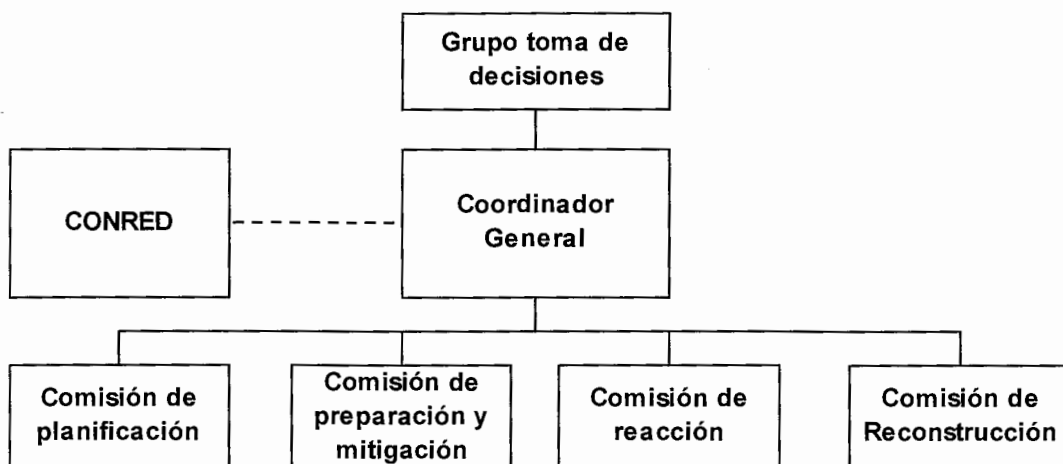 Grupo toma de
decisiones
CONRED
Coordinador
General
Comisión de
planificación
Comisión de
preparación y
mitigación
Comisión de
reacción
Comisión de
Reconstrucción